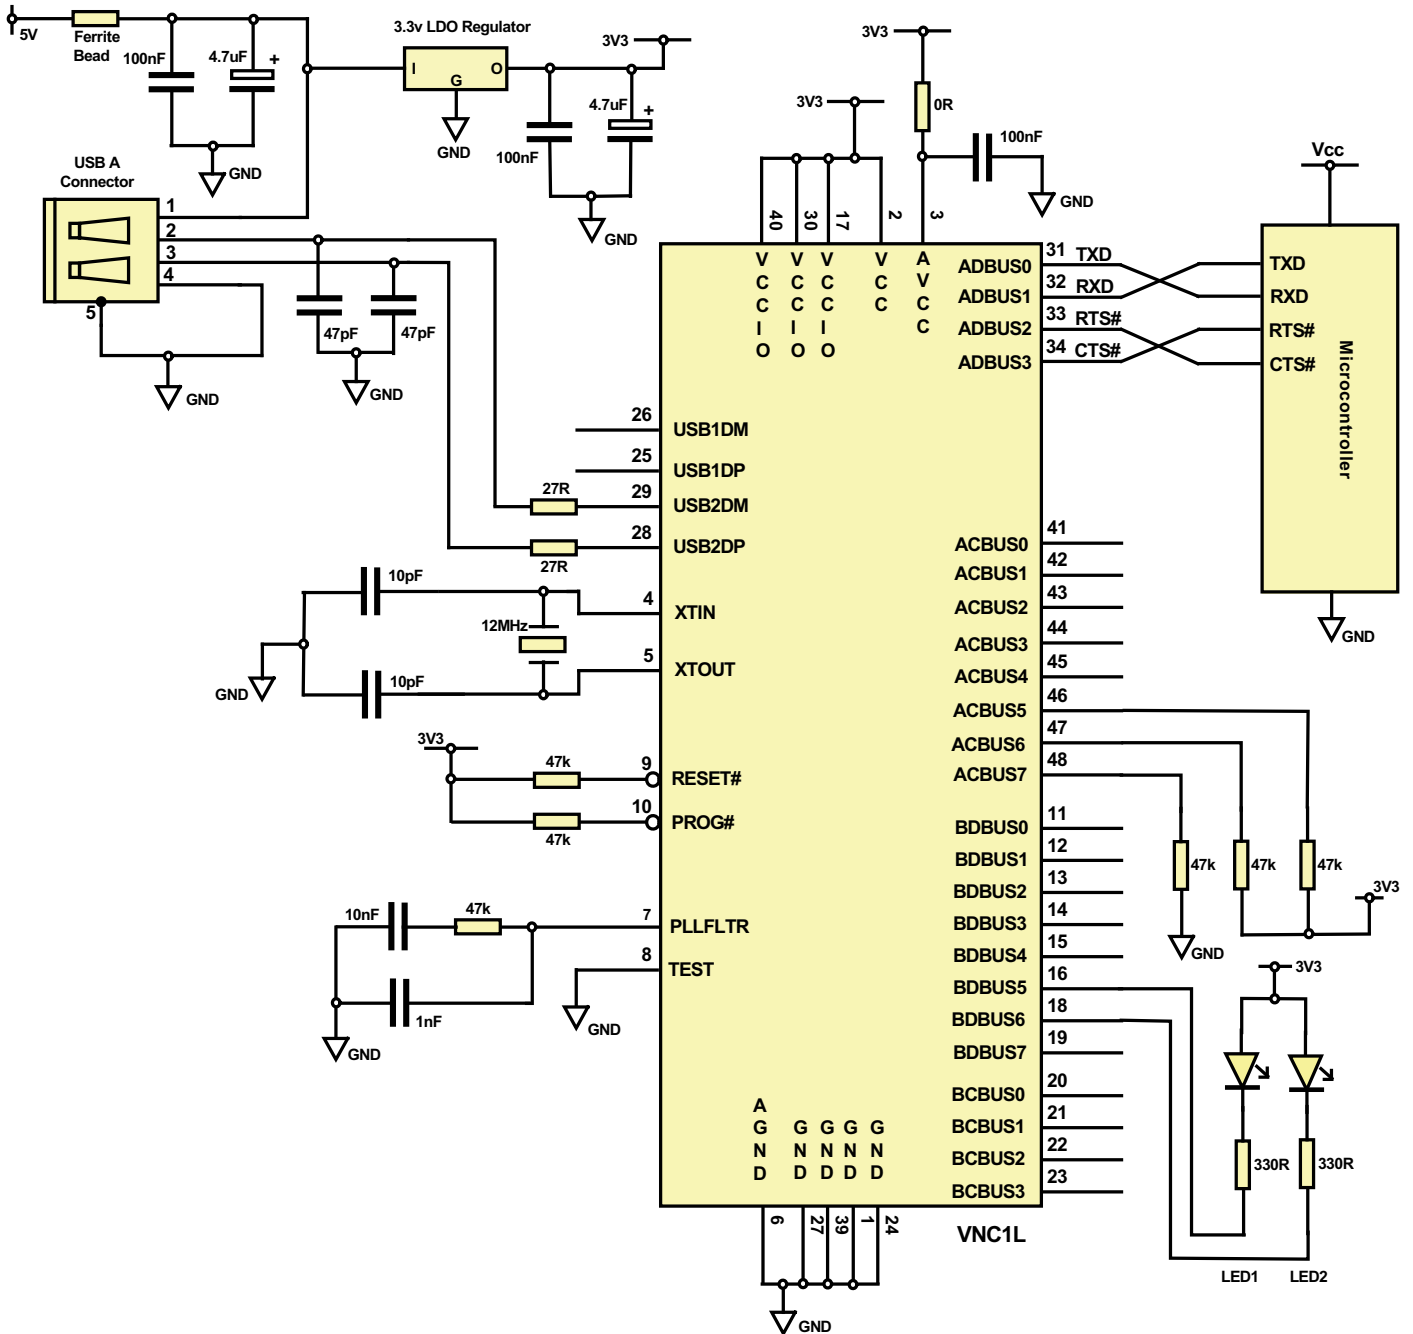 5V
Ferrite
Bead
100nF
4.7uF
+
3.3v LDO Regulator
I
G
O
GND
3V3
100nF
4.7uF
+
GND
GND
USB A
Connector
1
2
3
4
5
47pF
47pF
GND
GND
3V3
3V3
0R
100nF
GND
Vcc
40
30
17
2
3
VCCIO
VCCIO
VCCIO
VCC
AVCC
ADBUS0
31
TXD
TXD
ADBUS1
32
RXD
RXD
ADBUS2
33
RTS#
RTS#
ADBUS3
34
CTS#
CTS#
Microcontroller
GND
26
USB1DM
25
USB1DP
27R
29
USB2DM
28
USB2DP
27R
10pF
4
XTIN
12MHz
5
XTOUT
10pF
GND
3V3
47k
9
RESET#
10
PROG#
47k
10nF
47k
7
PLLFLTR
8
TEST
1nF
GND
GND
ACBUS0
41
ACBUS1
42
ACBUS2
43
ACBUS3
44
ACBUS4
45
ACBUS5
46
ACBUS6
47
ACBUS7
48
BDBUS0
11
BDBUS1
12
BDBUS2
13
BDBUS3
14
BDBUS4
15
BDBUS5
16
BDBUS6
18
BDBUS7
19
BCBUS0
20
BCBUS1
21
BCBUS2
22
BCBUS3
23
47k
47k
47k
3V3
GND
3V3
330R
330R
LED1
LED2
AGND
GND
GND
GND
GND
6
27
39
1
24
VNC1L
GND